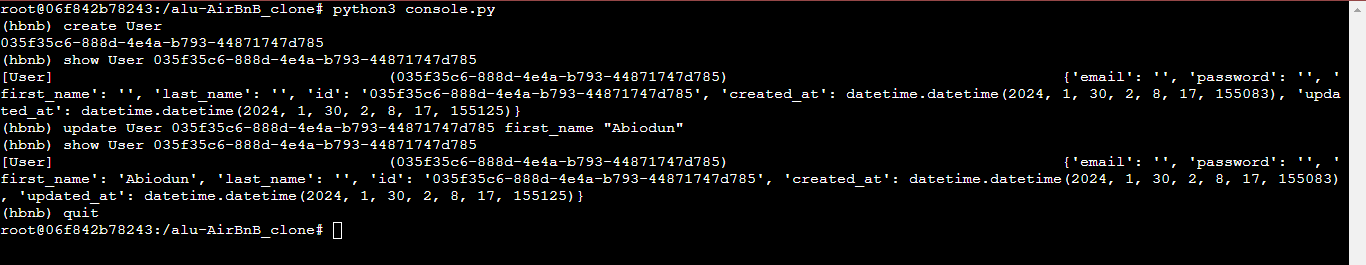 root@06f842b78243:/alu-AirBnB_clone# python3 console.py
(hbnb) create User
035f35c6-888d-4e4a-b793-44871747d785
(hbnb) show User 035f35c6-888d-4e4a-b793-44871747d785
[User]                                  (035f35c6-888d-4e4a-b793-44871747d785)                                  {'email': '', 'password': '', '
first_name': '', 'last_name': '', 'id': '035f35c6-888d-4e4a-b793-44871747d785', 'created_at': datetime.datetime(2024, 1, 30, 2, 8, 17, 155083), 'upda
ted_at': datetime.datetime(2024, 1, 30, 2, 8, 17, 155125)}
(hbnb) update User 035f35c6-888d-4e4a-b793-44871747d785 first_name "Abiodun"
(hbnb) show User 035f35c6-888d-4e4a-b793-44871747d785
[User]                                  (035f35c6-888d-4e4a-b793-44871747d785)                                  {'email': '', 'password': '', '
first_name': 'Abiodun', 'last_name': '', 'id': '035f35c6-888d-4e4a-b793-44871747d785', 'created_at': datetime.datetime(2024, 1, 30, 2, 8, 17, 155083)
, 'updated_at': datetime.datetime(2024, 1, 30, 2, 8, 17, 155125)}
(hbnb) quit
root@06f842b78243:/alu-AirBnB_clone#